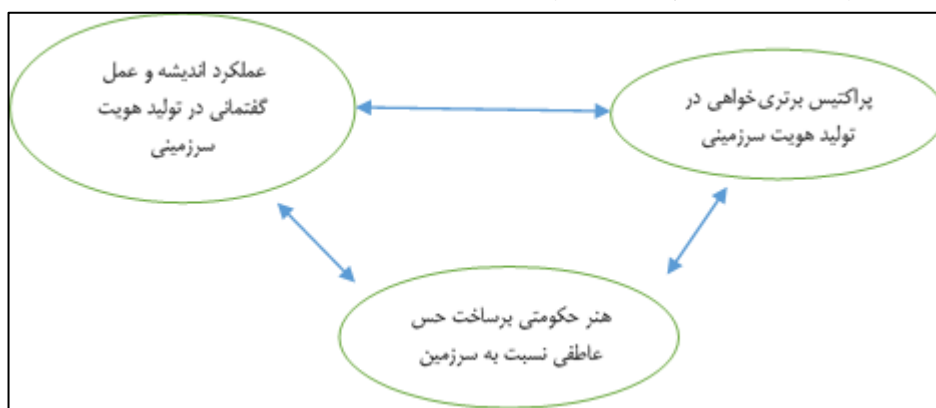 عملکرد اندیشه و عمل
گفتمانی در تولید هویت
سرزمینی
پراکتیس برتری‌خواهی در
تولید هویت سرزمینی
هنر حکومتی برساخت حس
عاطفی نسبت به سرزمین